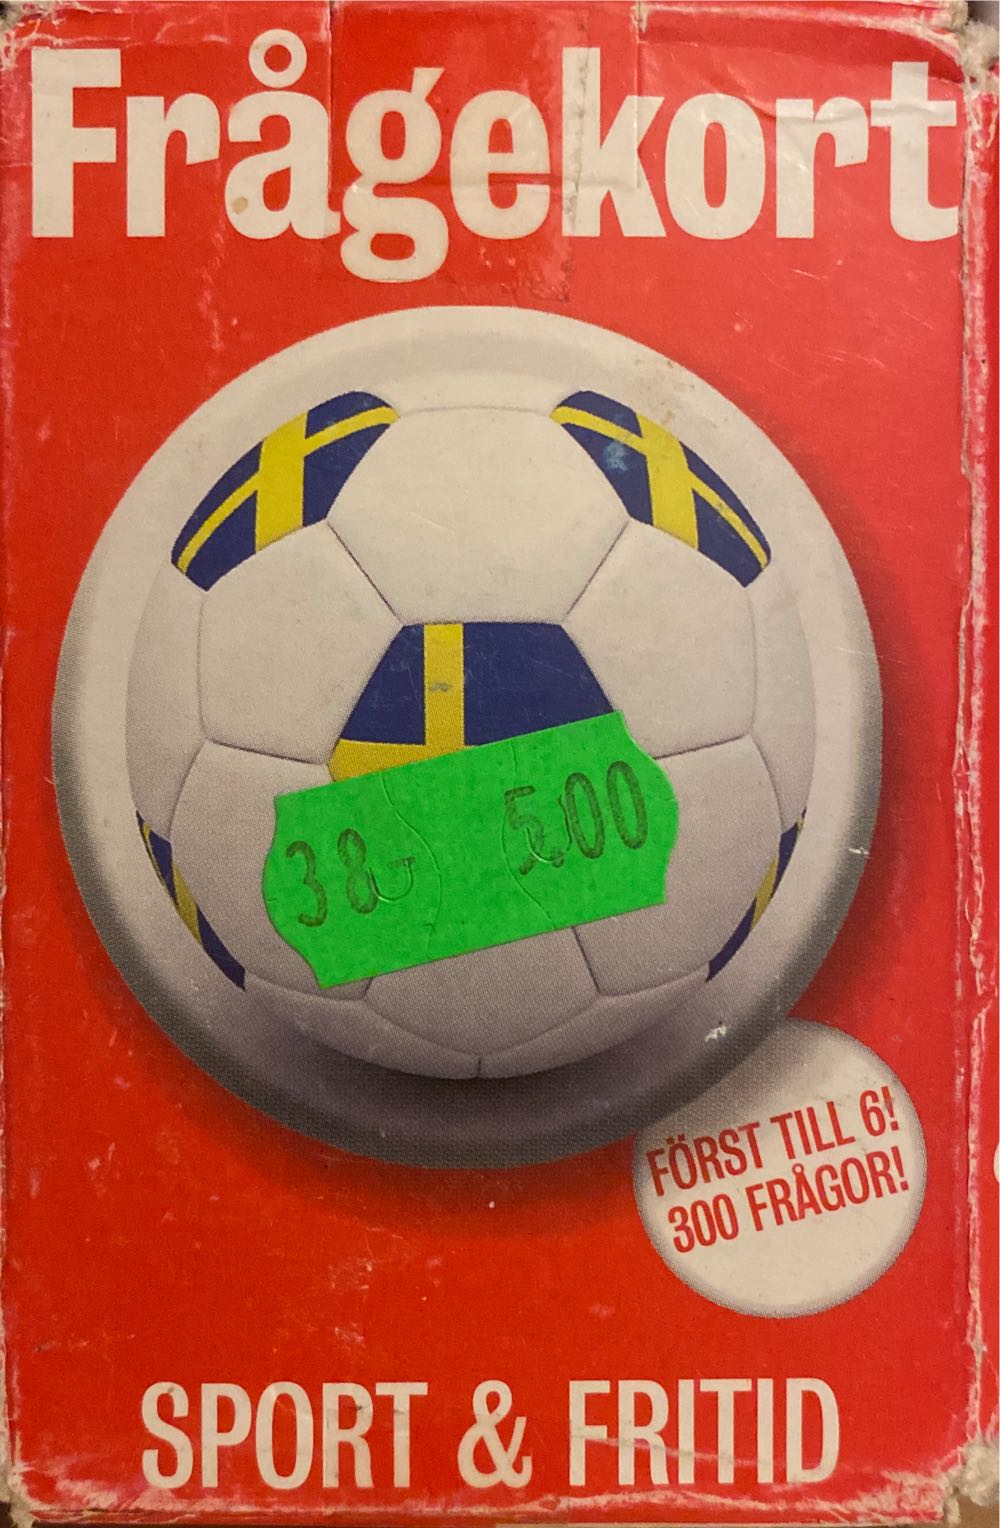 Frågekort
38- 5.00
FÖRST TILL 6!
300 FRÅGOR!
SPORT & FRITID